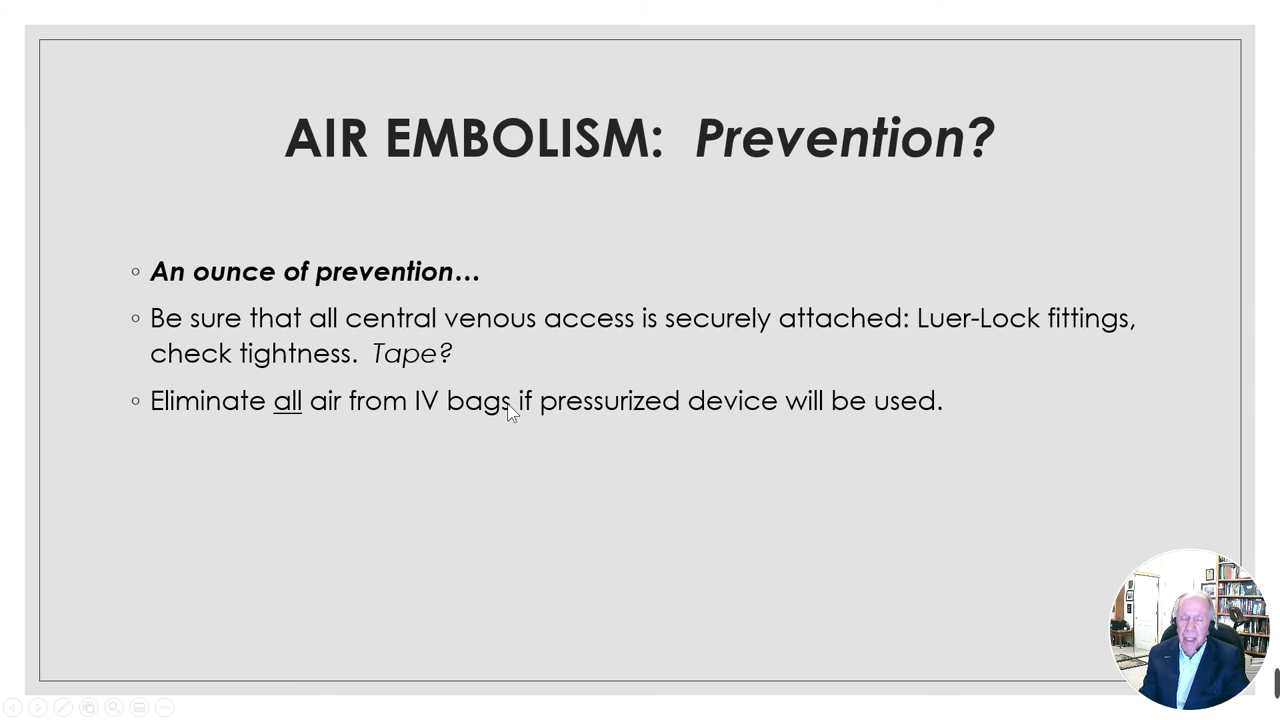 AIR EMBOLISM: Prevention?
An ounce of prevention...
Be sure that all central venous access is securely attached: Luer-Lock fittings,
check tightness. Tape?
Eliminate all air from IV bags if pressurized device will be used.